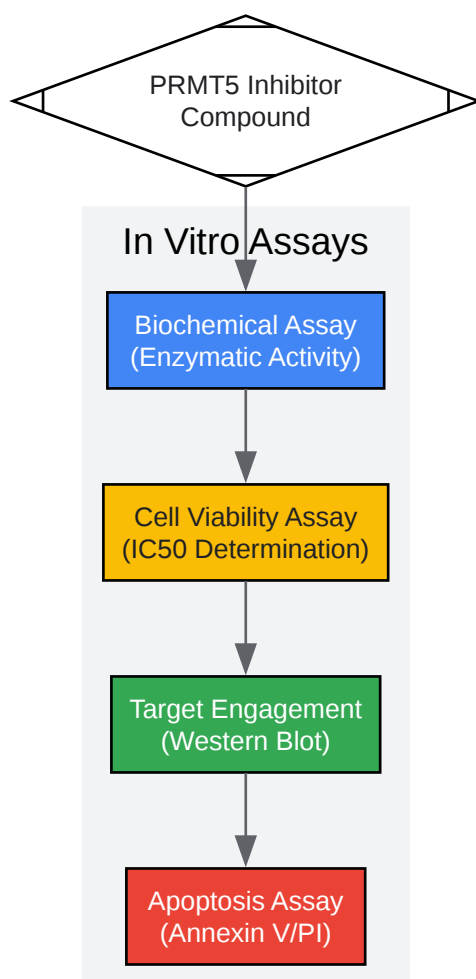 PRMT5 Inhibitor
Compound
In Vitro Assays
Biochemical Assay
(Enzymatic Activity)
Cell Viability Assay
(IC50 Determination)
Target Engagement
(Western Blot)
Apoptosis Assay
(Annexin V/PI)